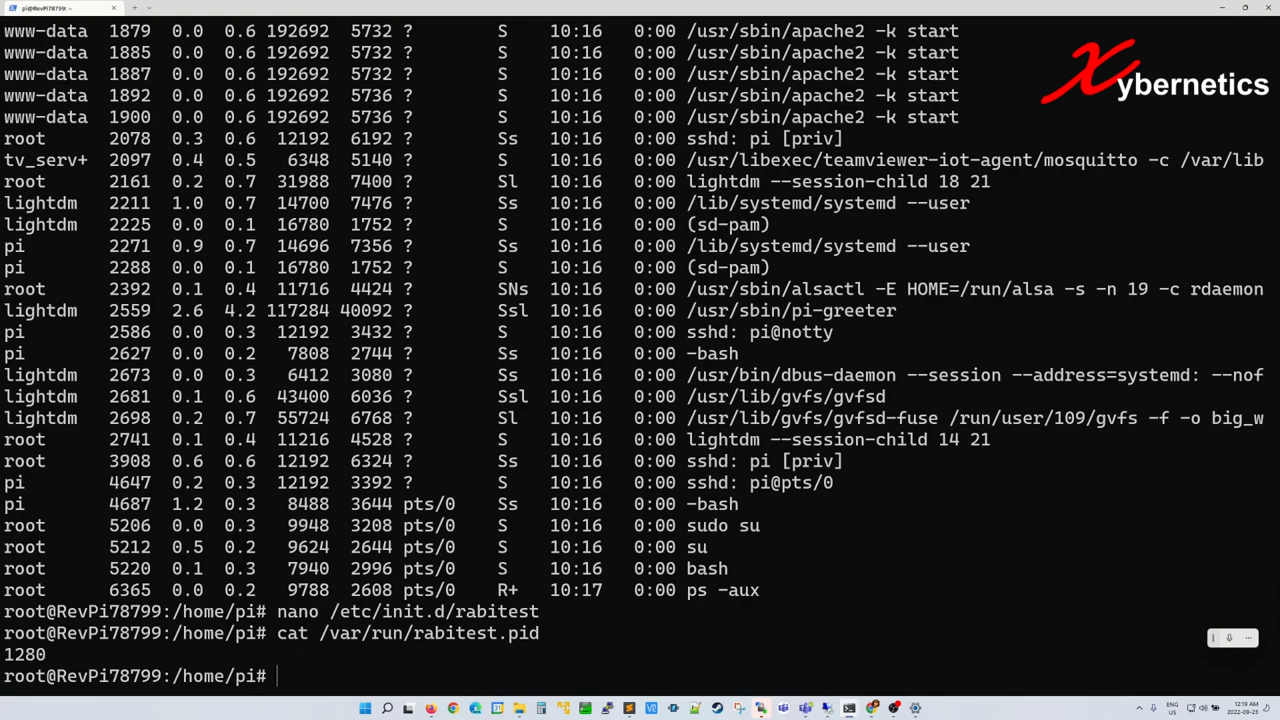 pi@RevPi78799: ~
www-data 1879 0.0 0.6 192692 5732 ? S 10:16 0:00 /usr/sbin/apache2 -k start
www-data 1885 0.0 0.6 192692 5732 ? S 10:16 0:00 /usr/sbin/apache2 -k start
www-data 1887 0.0 0.6 192692 5732 ? S 10:16 0:00 /usr/sbin/apache2 -k start
www-data 1892 0.0 0.6 192692 5736 ? S 10:16 0:00 /usr/sbin/apache2 -k start
www-data 1900 0.0 0.6 192692 5736 ? S 10:16 0:00 /usr/sbin/apache2 -k start
Xybernetics
root 2078 0.3 0.6 12192 6192 ? Ss 10:16 0:00 sshd: pi [priv]
tv_serv+ 2097 0.4 0.5 6348 5140 ? S 10:16 0:00 /usr/libexec/teamviewer-iot-agent/mosquitto -c /var/lib
root 2161 0.2 0.7 31988 7400 ? Sl 10:16 0:00 lightdm --session-child 18 21
lightdm 2211 1.0 0.7 14700 7476 ? Ss 10:16 0:00 /lib/systemd/systemd --user
lightdm 2225 0.0 0.1 16780 1752 ? S 10:16 0:00 (sd-pam)
pi 2271 0.9 0.7 14696 7356 ? Ss 10:16 0:00 /lib/systemd/systemd --user
pi 2288 0.0 0.1 16780 1752 ? S 10:16 0:00 (sd-pam)
root 2392 0.1 0.4 11716 4424 ? SNs 10:16 0:00 /usr/sbin/alsactl -E HOME=/run/alsa -s -n 19 -c rdaemon
lightdm 2559 2.6 4.2 117284 40092 ? Ssl 10:16 0:00 /usr/sbin/pi-greeter
pi 2586 0.0 0.3 12192 3432 ? S 10:16 0:00 sshd: pi@notty
pi 2627 0.0 0.2 7808 2744 ? Ss 10:16 0:00 -bash
lightdm 2673 0.0 0.3 6412 3080 ? Ss 10:16 0:00 /usr/bin/dbus-daemon --session --address=systemd: --nof
lightdm 2681 0.1 0.6 43400 6036 ? Ssl 10:16 0:00 /usr/lib/gvfs/gvfsd
lightdm 2698 0.2 0.7 55724 6768 ? Sl 10:16 0:00 /usr/lib/gvfs/gvfsd-fuse /run/user/109/gvfs -f -o big_w
root 2741 0.1 0.4 11216 4528 ? S 10:16 0:00 lightdm --session-child 14 21
root 3908 0.6 0.6 12192 6324 ? Ss 10:16 0:00 sshd: pi [priv]
pi 4647 0.2 0.3 12192 3392 ? S 10:16 0:00 sshd: pi@pts/0
pi 4687 1.2 0.3 8488 3644 pts/0 Ss 10:16 0:00 -bash
root 5206 0.0 0.3 9948 3208 pts/0 S 10:16 0:00 sudo su
root 5212 0.5 0.2 9624 2644 pts/0 S 10:16 0:00 su
root 5220 0.1 0.3 7940 2996 pts/0 S 10:16 0:00 bash
root 6365 0.0 0.2 9788 2608 pts/0 R+ 10:17 0:00 ps -aux
root@RevPi78799:/home/pi# nano /etc/init.d/rabitest
root@RevPi78799:/home/pi# cat /var/run/rabitest.pid
1280
root@RevPi78799:/home/pi#
ENG
US
12:19 AM
2022-09-23